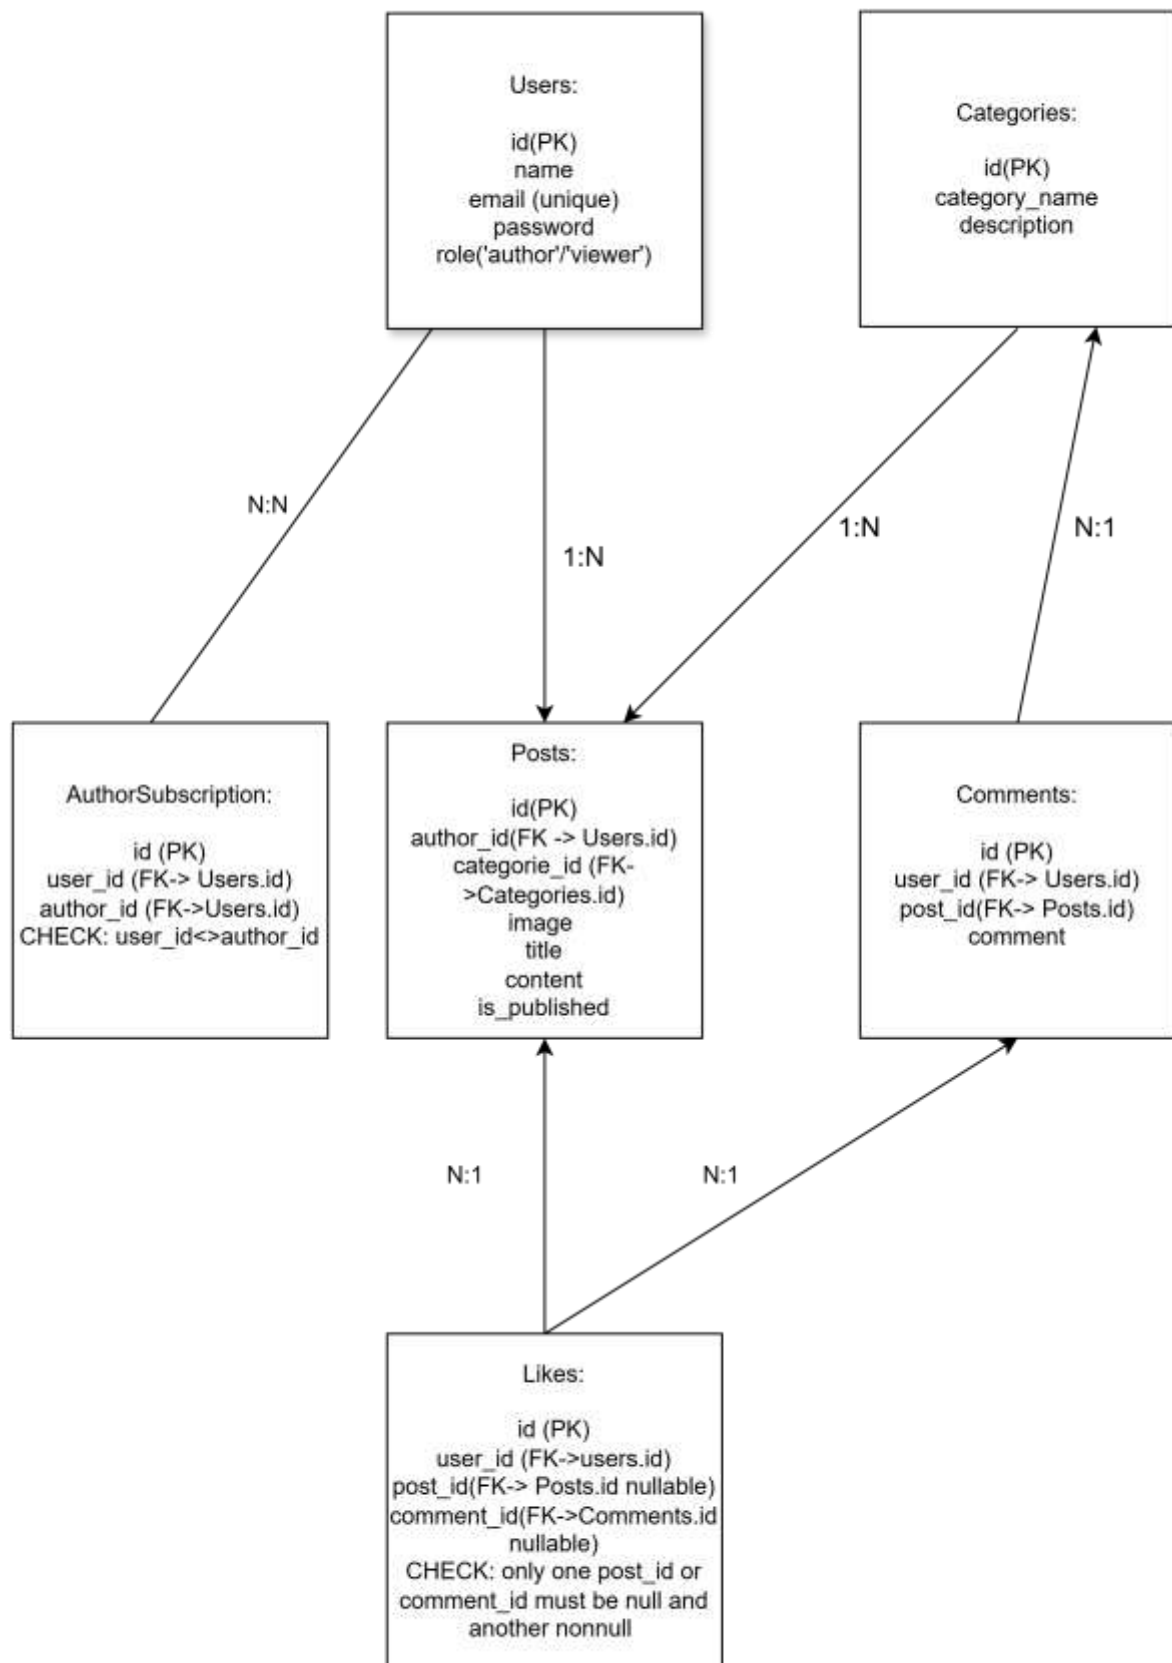 Users:
id(PK)
name
email (unique)
password
role('author'/'viewer')
Categories:
id(PK)
category_name
description
N:N
1:N
1:N
N:1
AuthorSubscription:
id (PK)
user_id (FK-> Users.id)
author_id (FK->Users.id)
CHECK: user_id<>author_id
Posts:
id(PK)
author_id(FK -> Users.id)
categorie_id (FK-
>Categories.id)
image
title
content
is_published
Comments:
id (PK)
user_id (FK-> Users.id)
post_id(FK-> Posts.id)
comment
N:1
N:1
Likes:
id (PK)
user_id (FK->users.id)
post_id(FK-> Posts.id nullable)
comment_id(FK->Comments.id
nullable)
CHECK: only one post_id or
comment_id must be null and
another nonnull